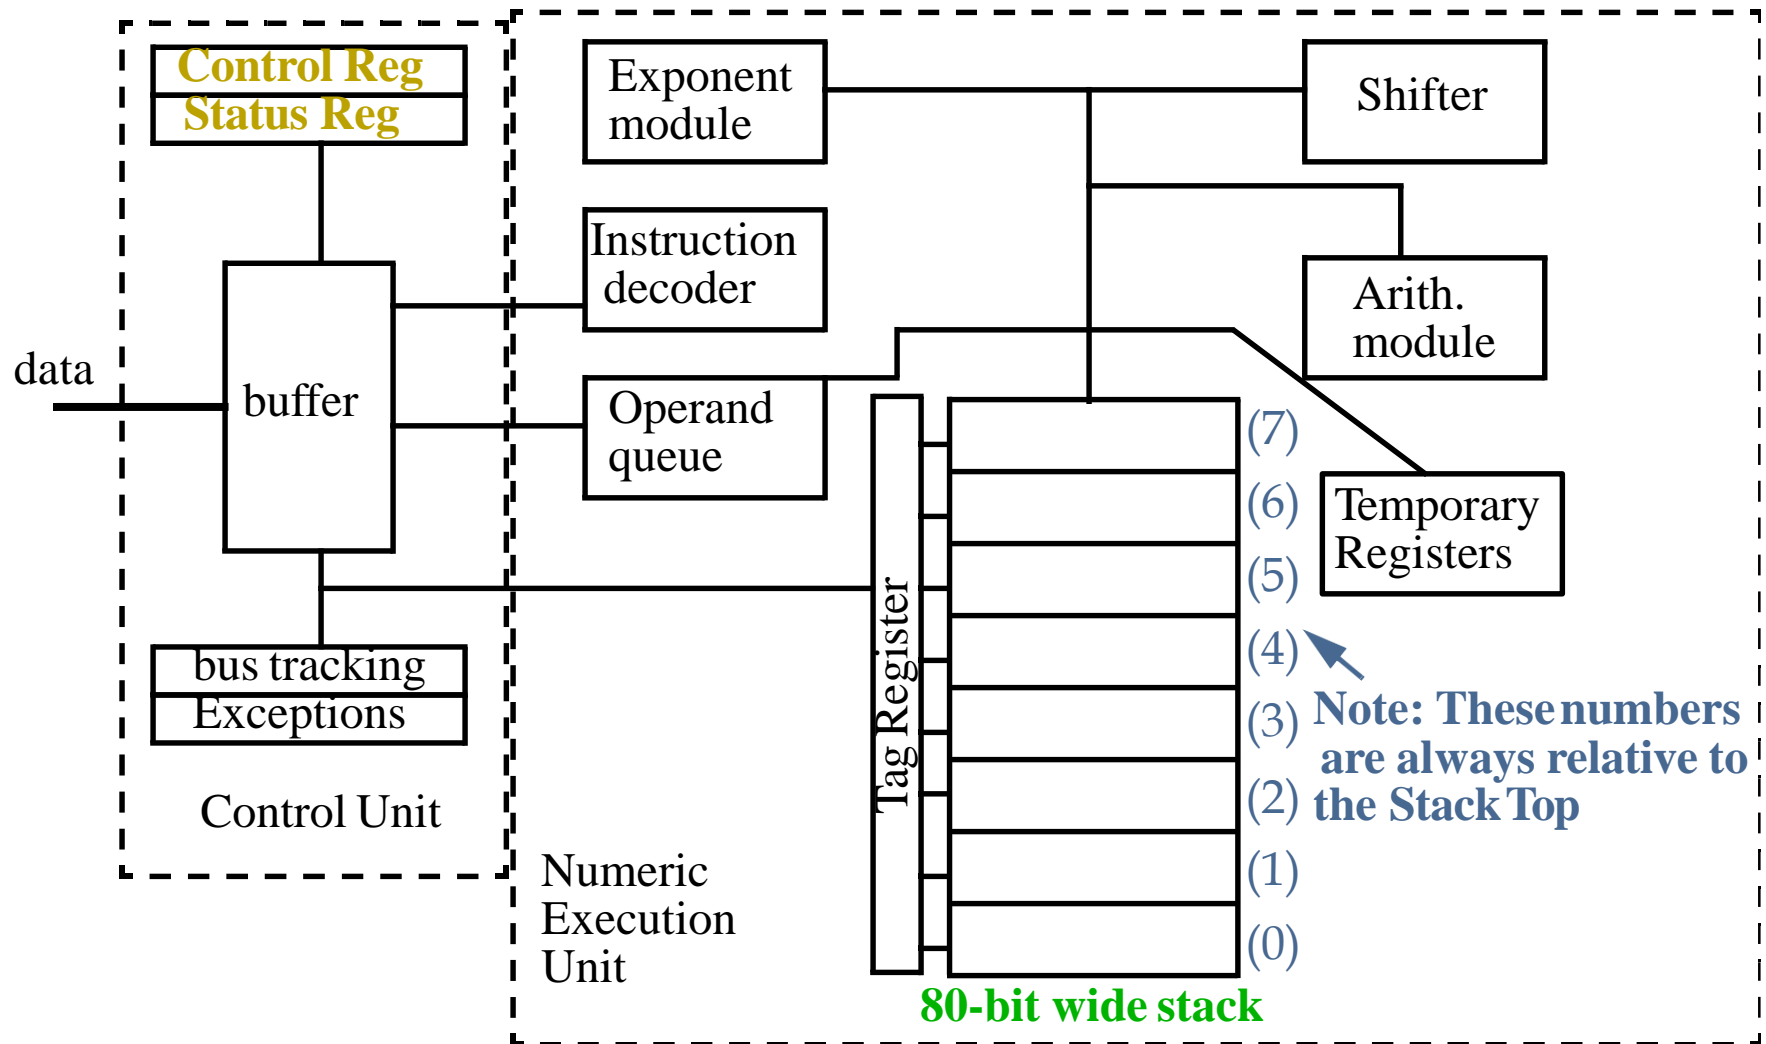 Control Reg
Status Reg
data
buffer
bus tracking
Exceptions
Control Unit
Exponent
module
Instruction
decoder
Operand
queue
Shifter
Arith.
module
Temporary
Registers
Tag Register
(7)
(6)
(5)
(4)
(3)
(2)
(1)
(0)
Note: These numbers
are always relative to
the Stack Top
Numeric
Execution
Unit
80-bit wide stack